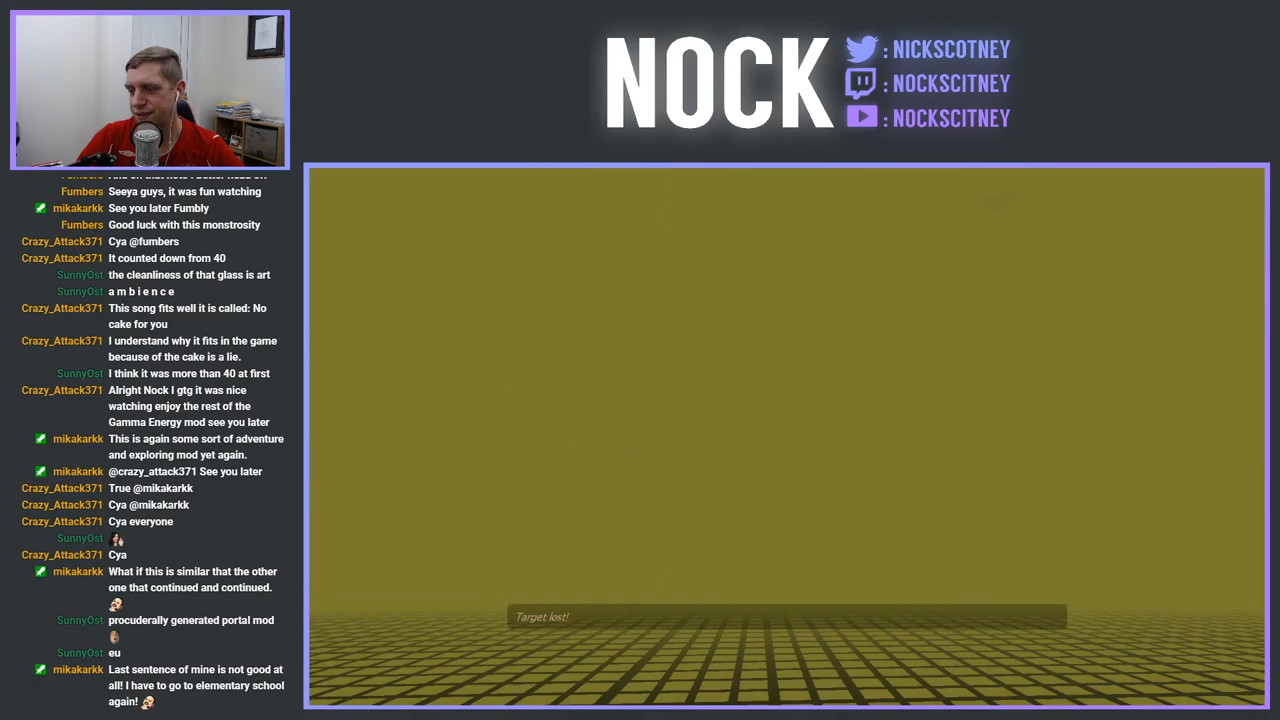 NOCK
: NICKSCOTNEY
: NOCKSCITNEY
: NOCKSCITNEY
Fumbers Seeya guys, it was fun watching
mikakarkk See you later Fumbly
Fumbers Good luck with this monstrosity
Crazy_Attack371 Cya @fumbers
Crazy_Attack371 It counted down from 40
SunnyOst the cleanliness of that glass is art
SunnyOst a m b i e n c e
Crazy_Attack371 This song fits well it is called: No
cake for you
Crazy_Attack371 I understand why it fits in the game
because of the cake is a lie.
SunnyOst I think it was more than 40 at first
Crazy_Attack371 Alright Nock I gtg it was nice
watching enjoy the rest of the
Gamma Energy mod see you later
mikakarkk This is again some sort of adventure
and exploring mod yet again.
mikakarkk @crazy_attack371 See you later
Crazy_Attack371 True @mikakarkk
Crazy_Attack371 Cya @mikakarkk
Crazy_Attack371 Cya everyone
SunnyOst
Crazy_Attack371 Cya
mikakarkk What if this is similar that the other
one that continued and continued.
SunnyOst procuderally generated portal mod
SunnyOst eu
mikakarkk Last sentence of mine is not good at
all! I have to go to elementary school
again!
Target lost!